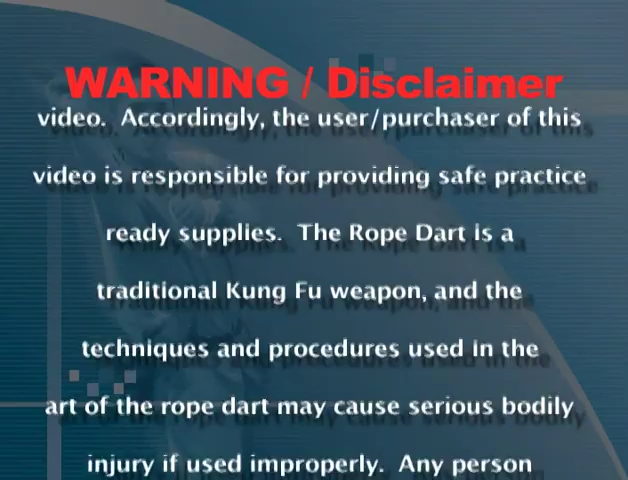 WARNING / Disclaimer
video. Accordingly, the user/purchaser of this
video is responsible for providing safe practice
ready supplies. The Rope Dart is a
traditional Kung Fu weapon, and the
techniques and procedures used in the
art of the rope dart may cause serious bodily
injury if used improperly. Any person